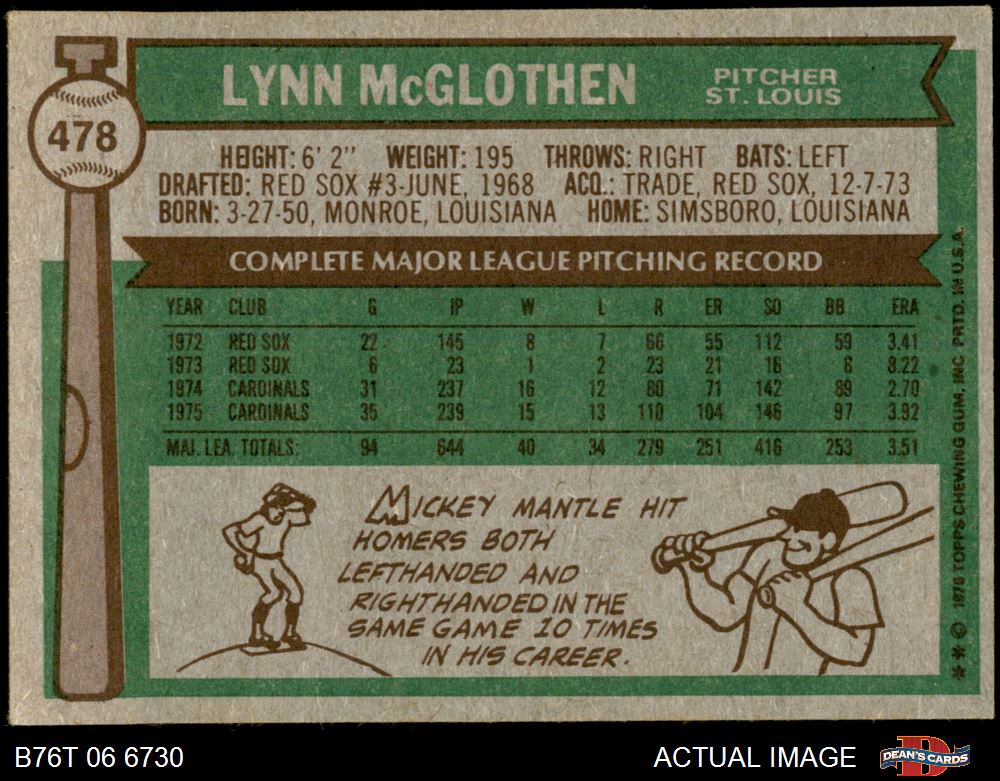 LYNN McGLOTHEN
PITCHER
ST. LOUIS
478
HEIGHT: 6' 2" WEIGHT: 195 THROWS: RIGHT BATS: LEFT
DRAFTED: RED SOX #3-JUNE, 1968 ACQ.: TRADE, RED SOX, 12-7-73
BORN: 3-27-50, MONROE, LOUISIANA HOME: SIMSBORO, LOUISIANA
COMPLETE MAJOR LEAGUE PITCHING RECORD
YEAR CLUB G IP W L R ER SO BB ERA
1972 RED SOX 22 145 8 7 66 55 112 59 3.41
1973 RED SOX 6 23 1 2 23 21 16 8 8.22
1974 CARDINALS 31 237 16 12 80 71 142 89 2.70
1975 CARDINALS 35 239 15 13 110 104 146 97 3.92
MAJ. LEA. TOTALS: 94 644 40 34 279 251 416 253 3.51
MICKEY MANTLE HIT
HOMERS BOTH
LEFTHANDED AND
RIGHTHANDED IN THE
SAME GAME 10 TIMES
IN HIS CAREER.
** © 1976 TOPPS CHEWING GUM, INC. PRTD. IN U.S.A.
B76T 06 6730
ACTUAL IMAGE
DEAN'S CARDS